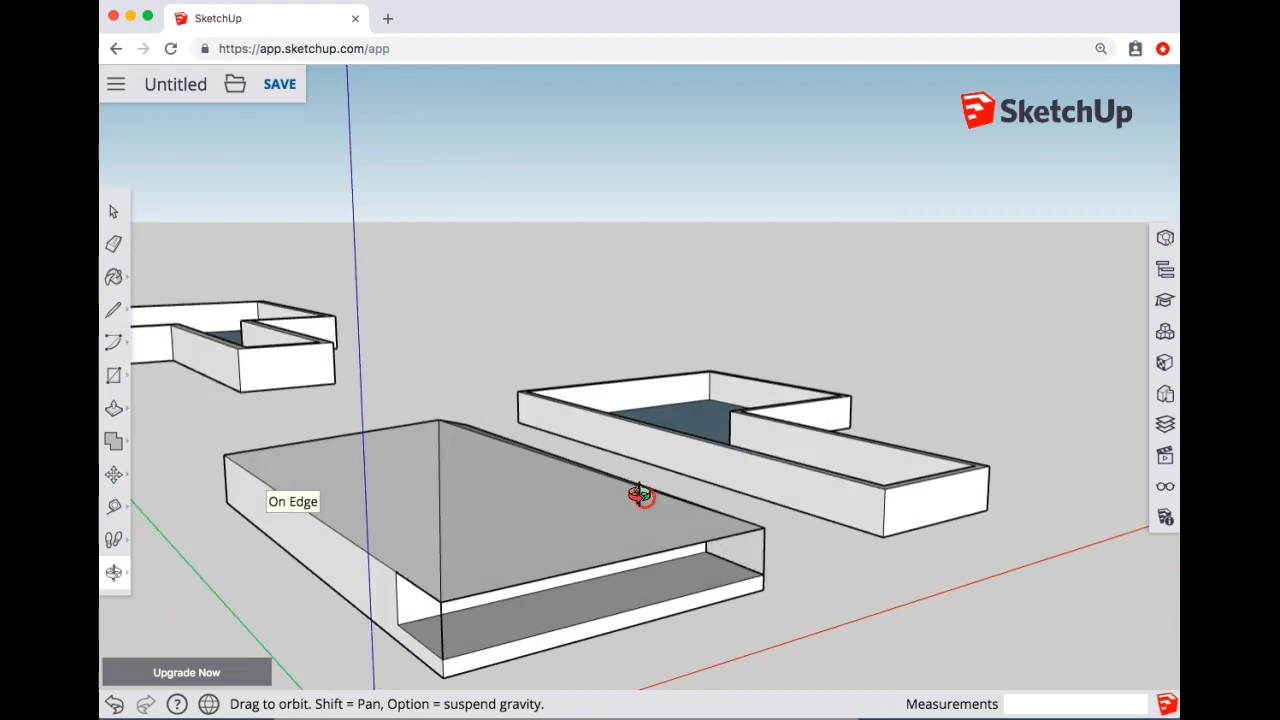 SketchUp
https://app.sketchup.com/app
Untitled
SAVE
SketchUp
On Edge
Upgrade Now
Drag to orbit. Shift = Pan, Option = suspend gravity.
Measurements